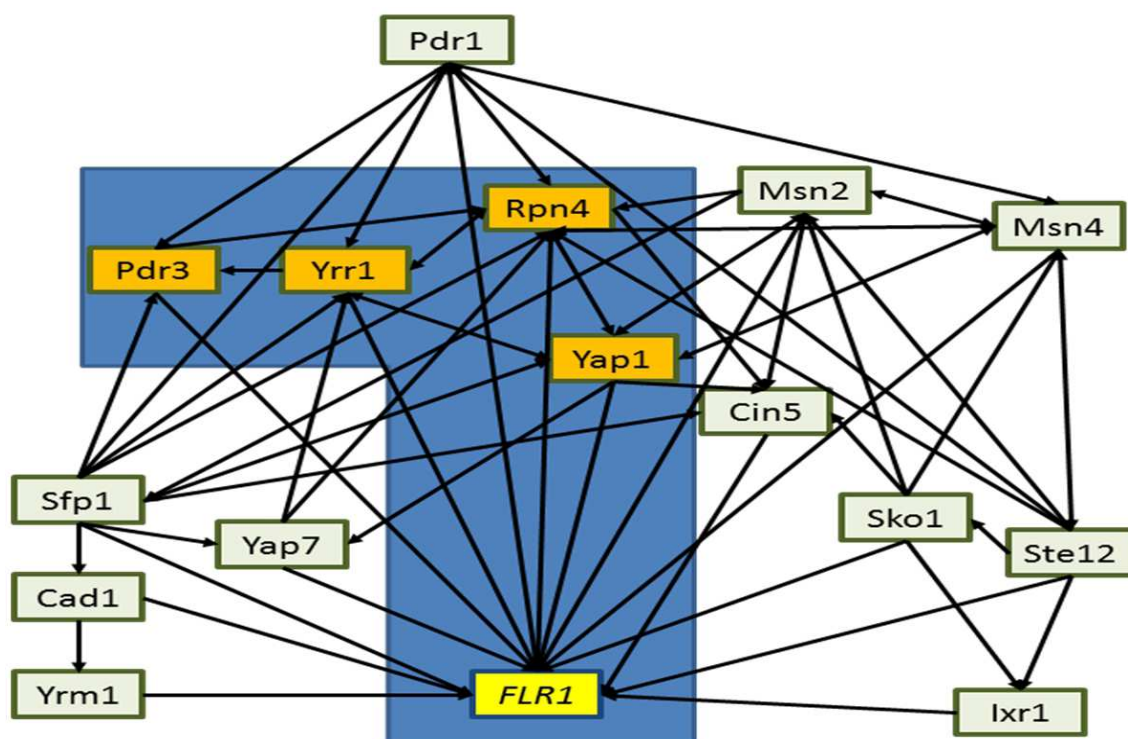 Pdr1
Msn2
Rpn4
Msn4
Pdr3
Yrr1
Yap1
Cin5
Sfp1
Sko1
Yap7
Ste12
Cad1
Yrm1
FLR1
Ixr1